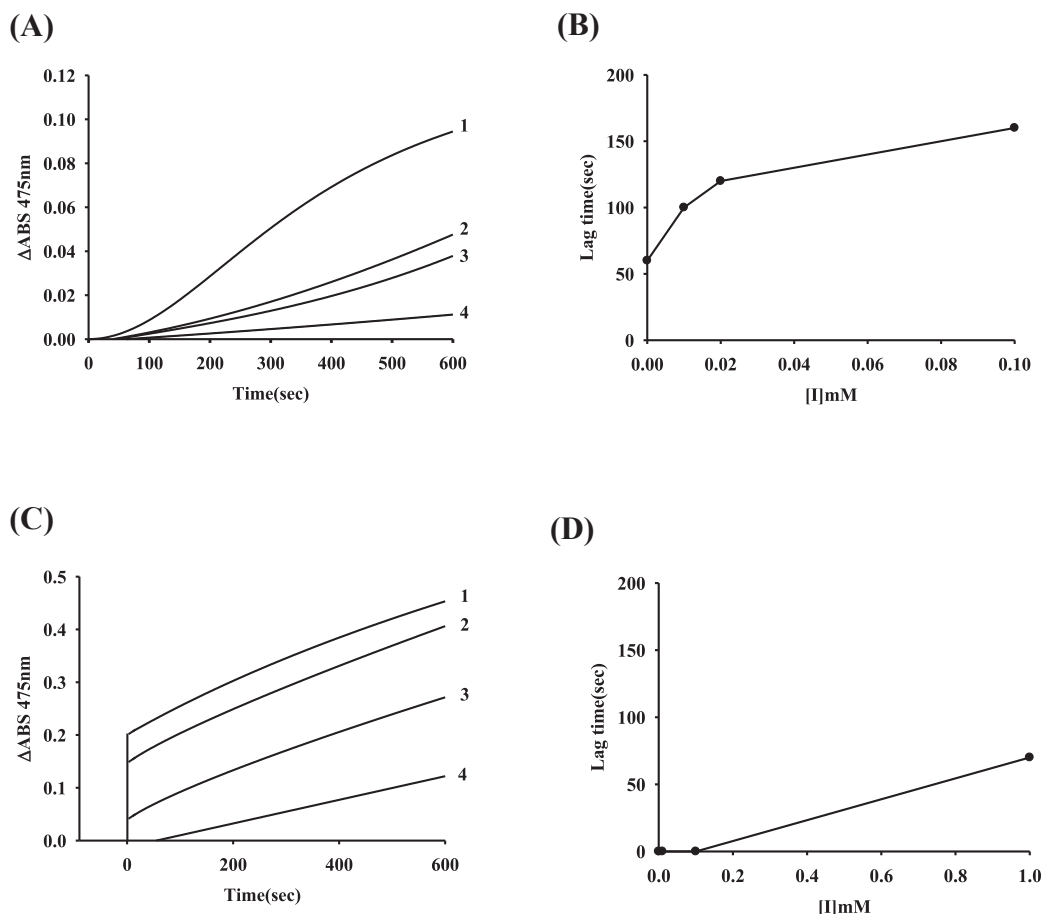 (A)
0.12
0.10
0.08
0.06
0.04
0.02
0.00
ΔABS 475nm
1
2
3
4
0 100 200 300 400 500 600
Time(sec)
(B)
200
150
100
50
0
Lag time(sec)
0.00 0.02 0.04 0.06 0.08 0.10
[I]mM
(C)
0.5
0.4
0.3
0.2
0.1
0.0
ΔABS 475nm
1
2
3
4
0 200 400 600
Time(sec)
(D)
200
150
100
50
0
Lag time(sec)
0.0 0.2 0.4 0.6 0.8 1.0
[I]mM